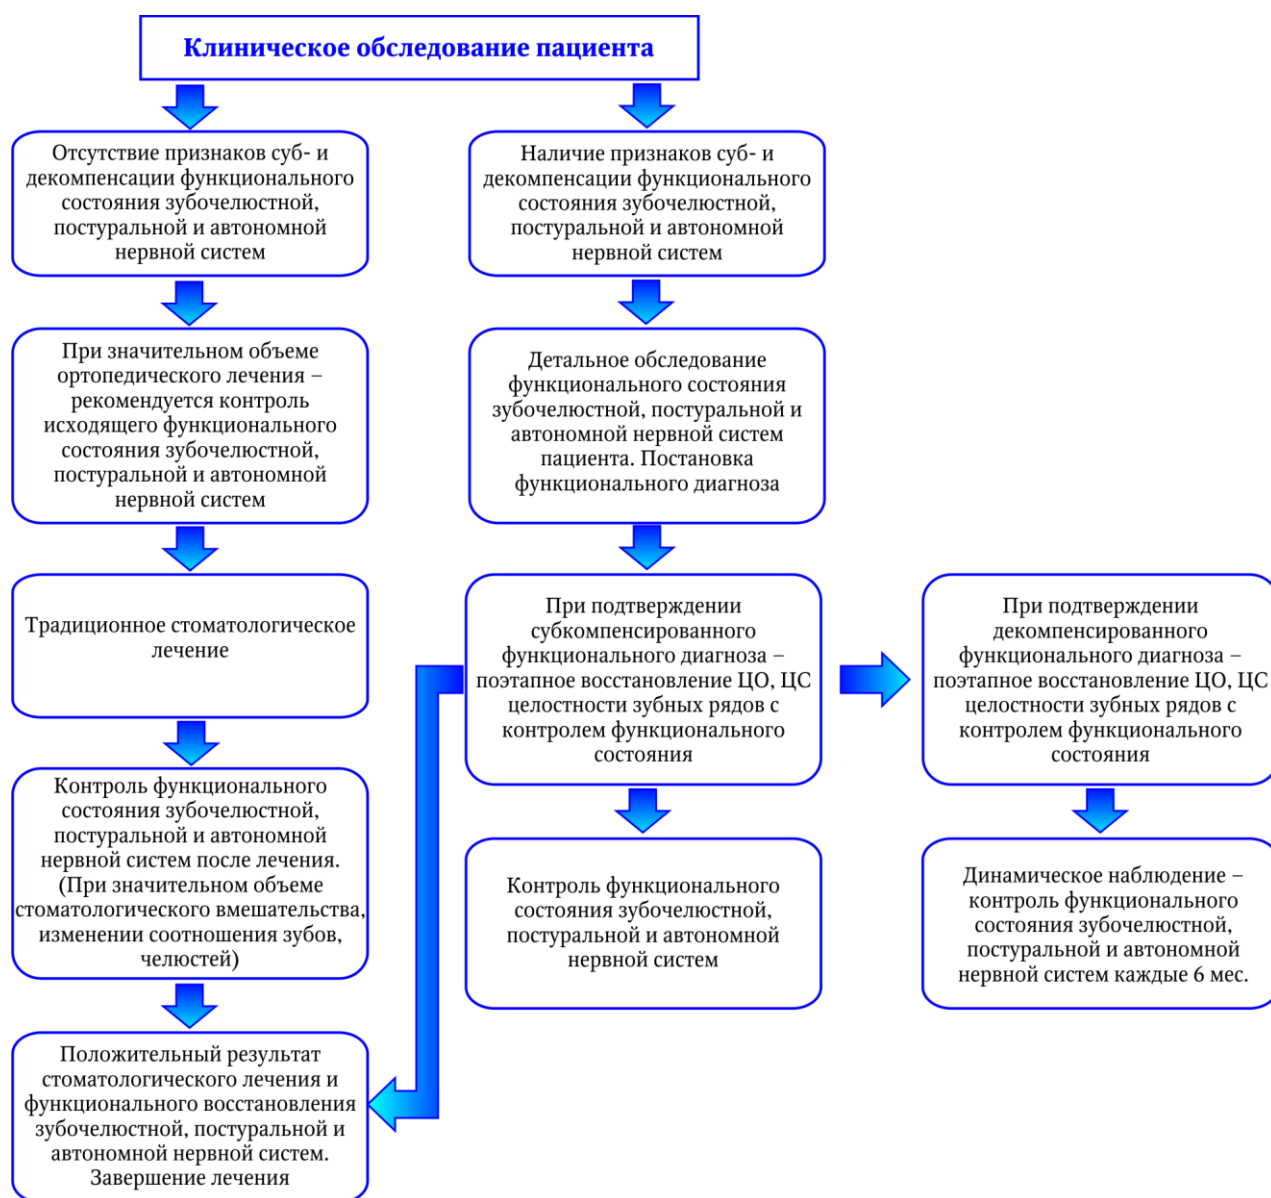 Клиническое обследование пациента
Отсутствие признаков суб- и
декомпенсации функционального
состояния зубочелюстной,
постуральной и автономной
нервной систем
Наличие признаков суб- и
декомпенсации функционального
состояния зубочелюстной,
постуральной и автономной
нервной систем
При значительном объеме
ортопедического лечения –
рекомендуется контроль
исходящего функционального
состояния зубочелюстной,
постуральной и автономной
нервной систем
Детальное обследование
функционального состояния
зубочелюстной, постуральной и
автономной нервной систем
пациента. Постановка
функционального диагноза
Традиционное стоматологическое
лечение
При подтверждении
субкомпенсированного
функционального диагноза –
поэтапное восстановление ЦО, ЦС
целостности зубных рядов с
контролем функционального
состояния
При подтверждении
декомпенсированного
функционального диагноза –
поэтапное восстановление ЦО, ЦС
целостности зубных рядов с
контролем функционального
состояния
Контроль функционального
состояния зубочелюстной,
постуральной и автономной
нервной систем после лечения.
(При значительном объеме
стоматологического вмешательства,
изменении соотношения зубов,
челюстей)
Контроль функционального
состояния зубочелюстной,
постуральной и автономной
нервной систем
Динамическое наблюдение –
контроль функционального
состояния зубочелюстной,
постуральной и автономной
нервной систем каждые 6 мес.
Положительный результат
стоматологического лечения и
функционального восстановления
зубочелюстной, постуральной и
автономной нервной систем.
Завершение лечения